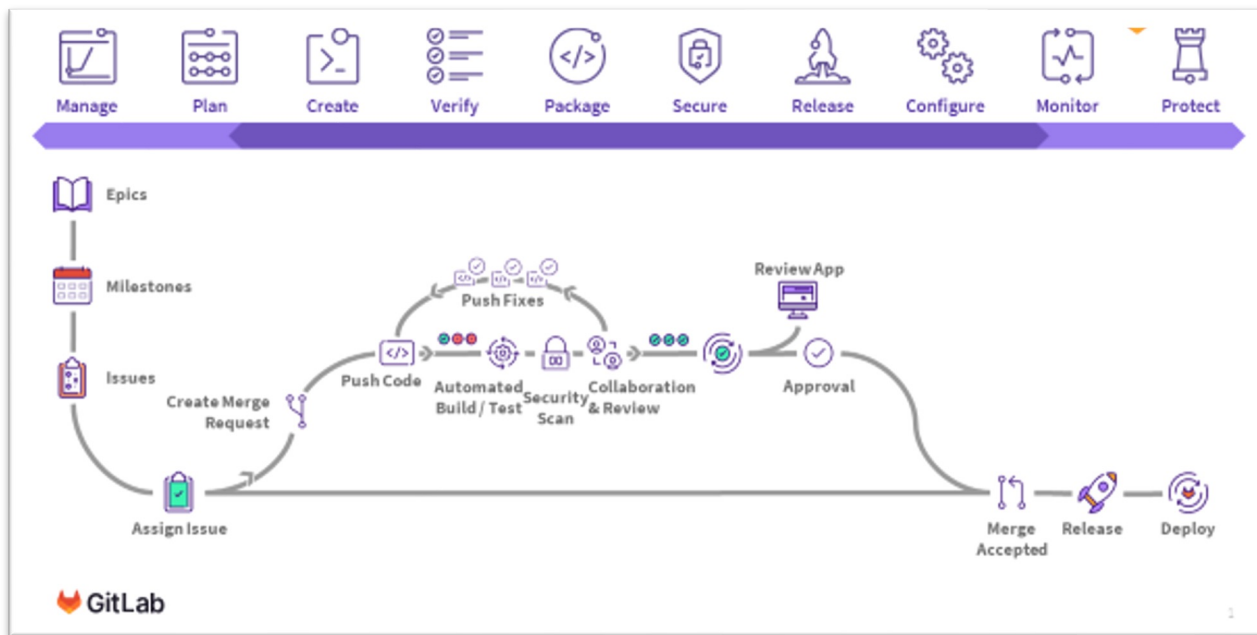 Manage
Plan
Create
Verify
Package
Secure
Release
Configure
Monitor
Protect
Epics
Milestones
Issues
Assign Issue
Create Merge
Request
Push Code
Push Fixes
Automated
Build / Test
Security
Scan
Collaboration
& Review
Review App
Approval
Merge
Accepted
Release
Deploy
GitLab
1